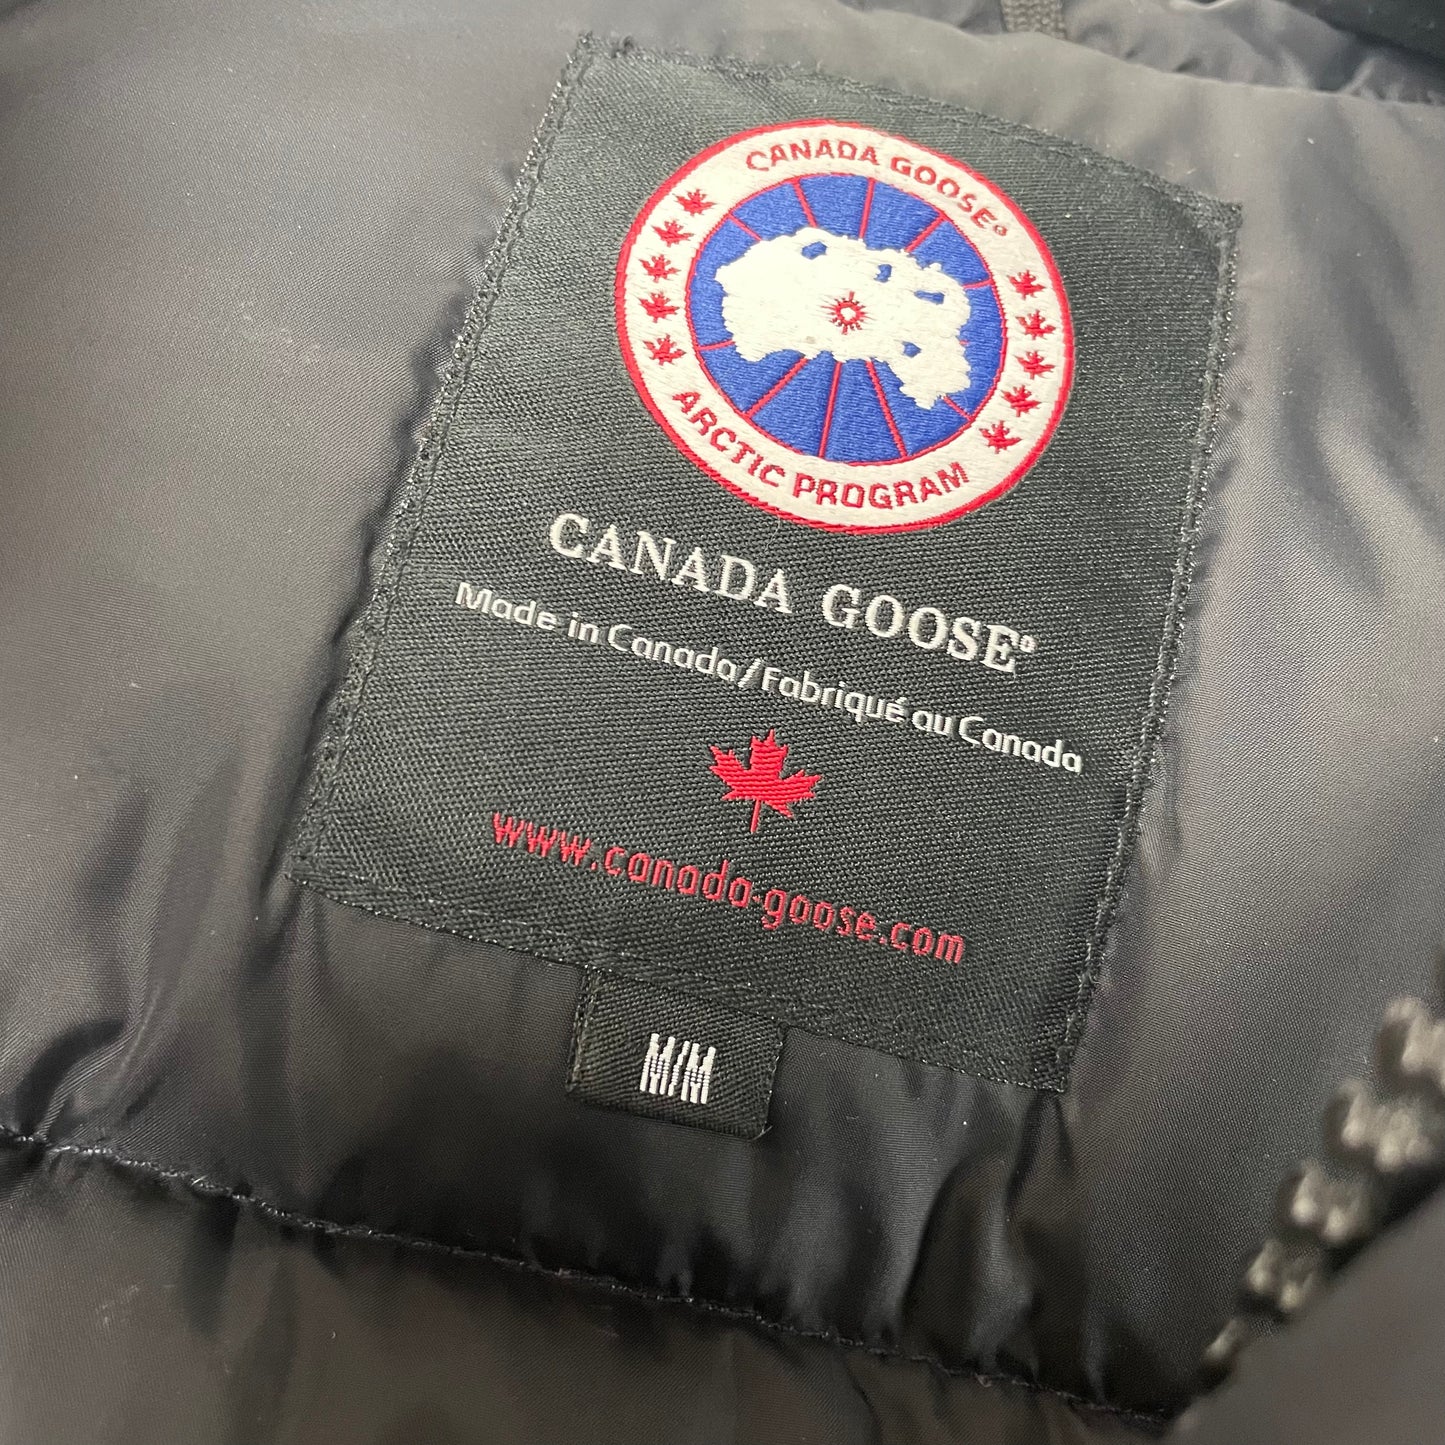 CANADA GOOSE®
ARCTIC PROGRAM
CANADA GOOSE®
Made in Canada/Fabriqué au Canada
www.canada-goose.com
M/M